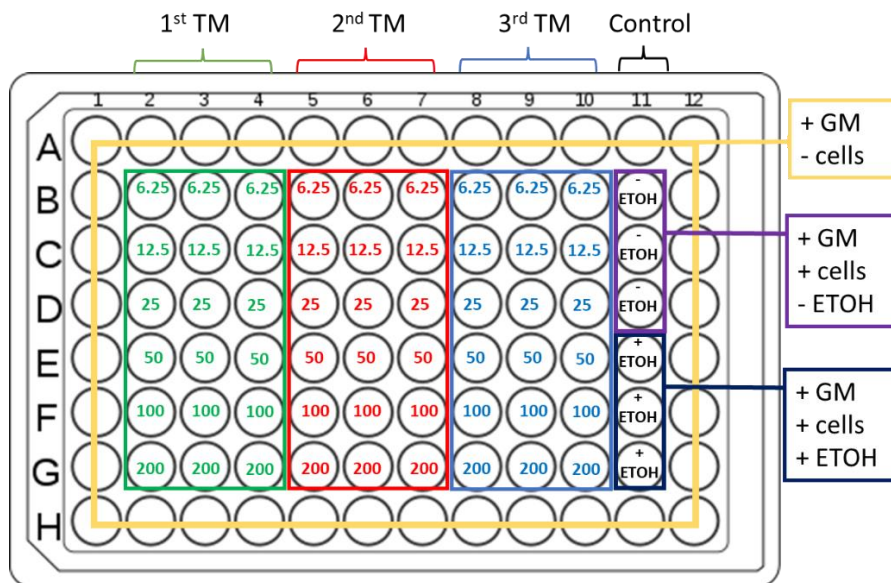 1st TM 2nd TM 3rd TM Control
1 2 3 4 5 6 7 8 9 10 11 12
A
B 6.25 6.25 6.25 6.25 6.25 6.25 6.25 6.25 6.25 - ETOH
C 12.5 12.5 12.5 12.5 12.5 12.5 12.5 12.5 12.5 - ETOH
D 25 25 25 25 25 25 25 25 25 - ETOH
E 50 50 50 50 50 50 50 50 50 + ETOH
F 100 100 100 100 100 100 100 100 100 + ETOH
G 200 200 200 200 200 200 200 200 200 + ETOH
H
+ GM
- cells
+ GM
+ cells
- ETOH
+ GM
+ cells
+ ETOH